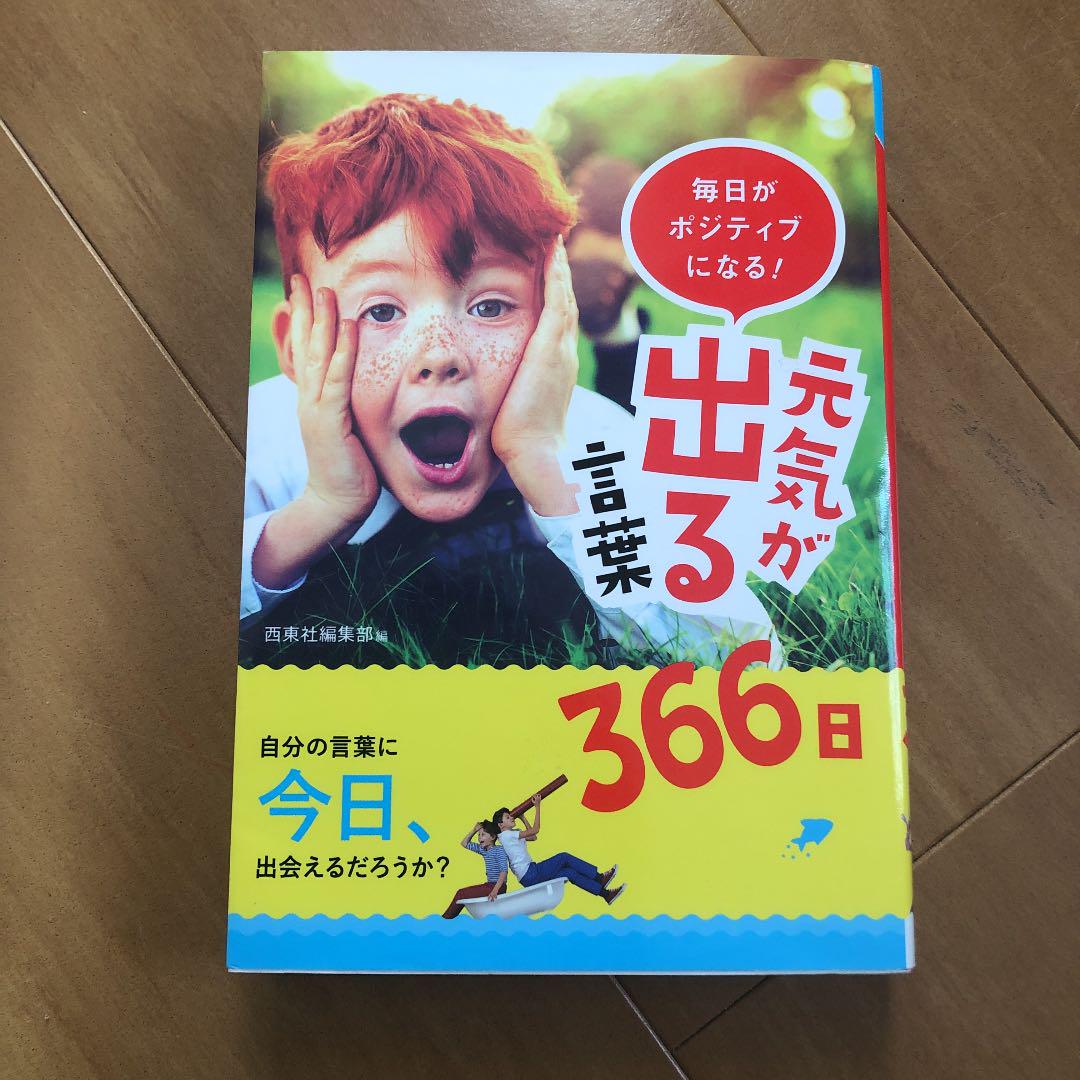 毎日が
ポジティブ
になる!
元気が
出る
言葉
366日
西東社編集部 編
自分の言葉に
今日、
出会えるだろうか?